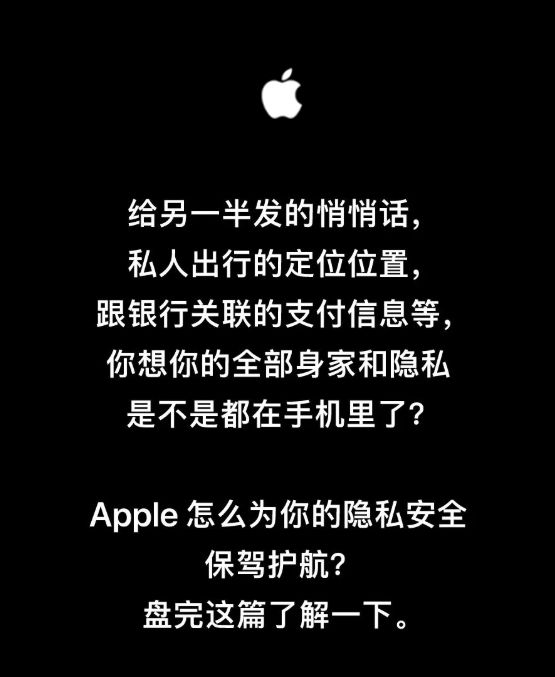 给另一半发的悄悄话，
私人出行的定位位置，
跟银行关联的支付信息等，
你想你的全部身家和隐私
是不是都在手机里了？
Apple 怎么为你的隐私安全
保驾护航？
盘完这篇了解一下。